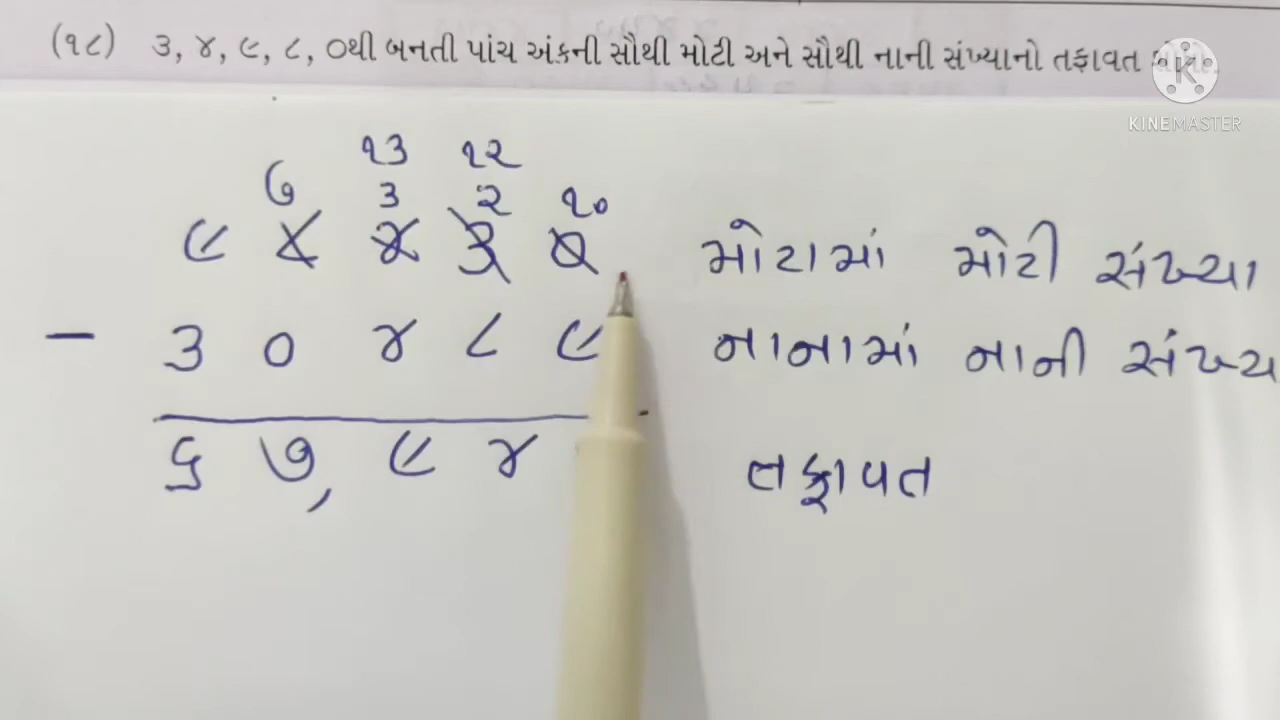 (૧૮) ૩, ૪, ૯, ૮, ૦થી બનતી પાંચ અંકની સૌથી મોટી અને સૌથી નાની સંખ્યાનો તફાવત
KINEMASTER
૧૩ ૧૨
૭ ૩ ૨ ૧૦
૯ ૮ ૪ ૩ ૦ મોટામાં મોટી સંખ્યા
- ૩ ૦ ૪ ૮ ૯ નાનામાં નાની સંખ્ય
૬ ૭, ૯ ૪ તફાવત